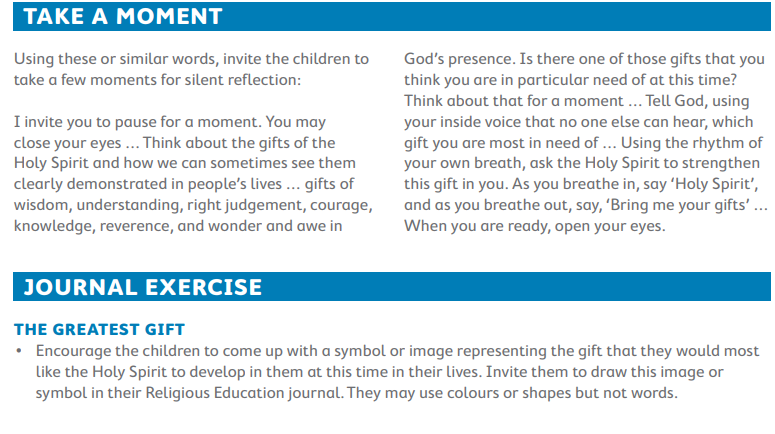 TAKE A MOMENT
Using these or similar words, invite the children to
take a few moments for silent reflection:
I invite you to pause for a moment. You may
close your eyes … Think about the gifts of the
Holy Spirit and how we can sometimes see them
clearly demonstrated in people’s lives … gifts of
wisdom, understanding, right judgement, courage,
knowledge, reverence, and wonder and awe in
God’s presence. Is there one of those gifts that you
think you are in particular need of at this time?
Think about that for a moment … Tell God, using
your inside voice that no one else can hear, which
gift you are most in need of … Using the rhythm of
your own breath, ask the Holy Spirit to strengthen
this gift in you. As you breathe in, say ‘Holy Spirit’,
and as you breathe out, say, ‘Bring me your gifts’ …
When you are ready, open your eyes.
JOURNAL EXERCISE
THE GREATEST GIFT
• Encourage the children to come up with a symbol or image representing the gift that they would most
like the Holy Spirit to develop in them at this time in their lives. Invite them to draw this image or
symbol in their Religious Education journal. They may use colours or shapes but not words.